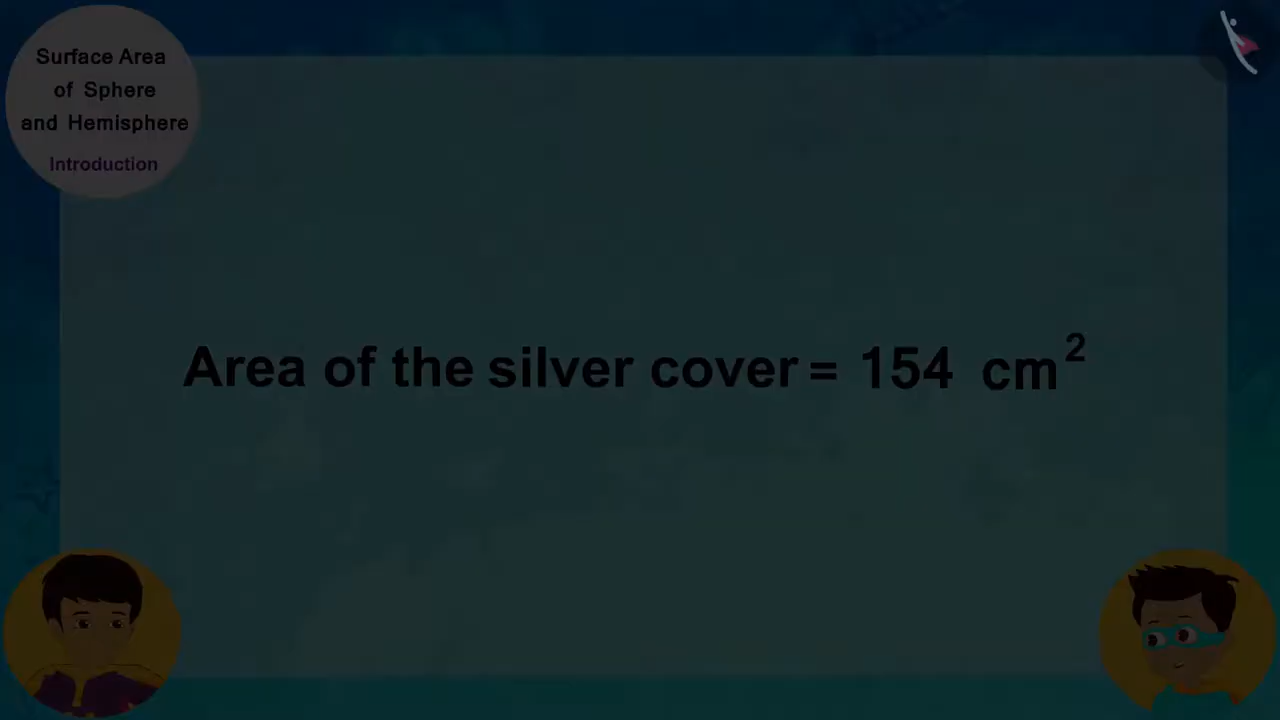 Surface Area
of Sphere
and Hemisphere
Introduction
Area of the silver cover = 154 cm²